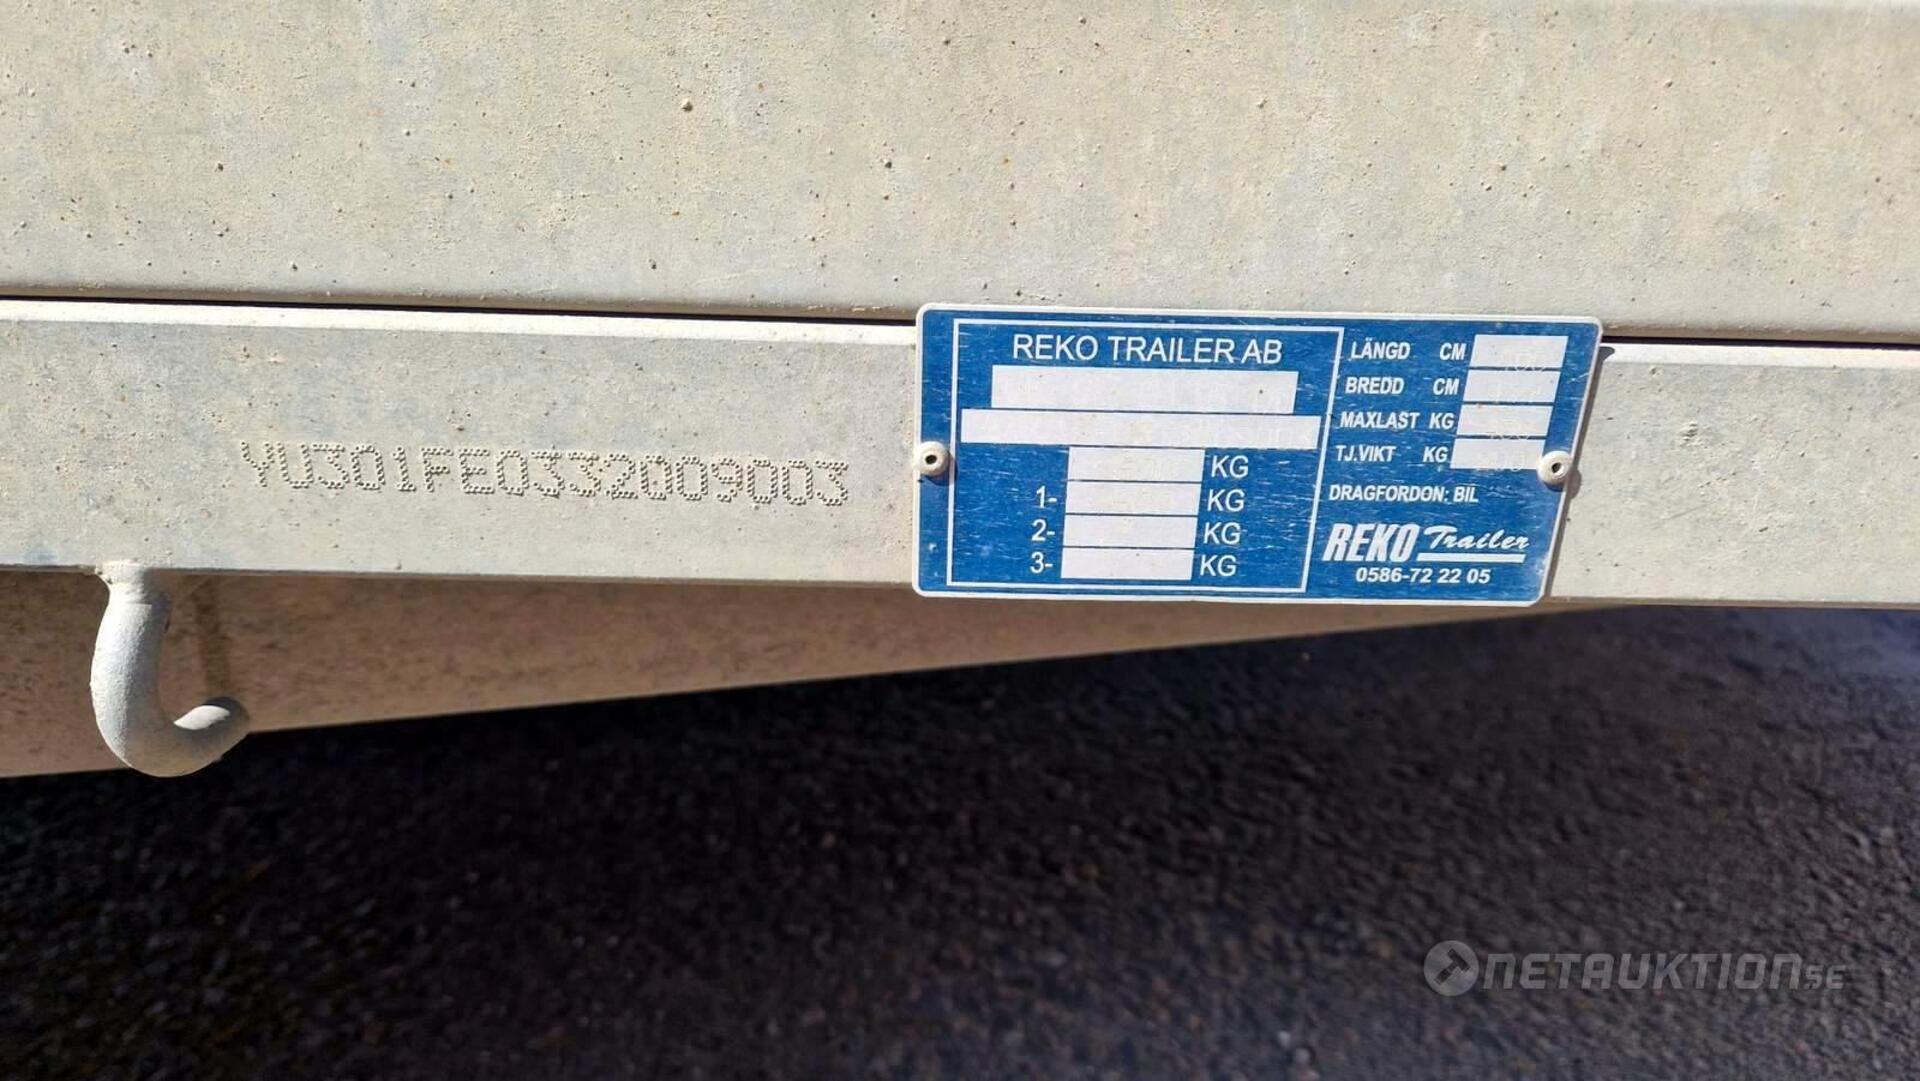 YU301FE0332009003
REKO TRAILER AB
KG
1- KG
2- KG
3- KG
LÄNGD CM
BREDD CM
MAXLAST KG
TJ.VIKT KG
DRAGFORDON: BIL
REKO Trailer
0586-72 22 05
NETAUKTION.SE